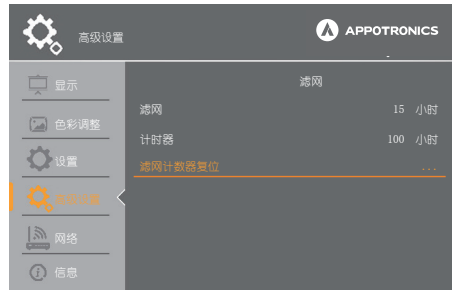 高级设置
APPOTRONICS
显示
色彩调整
设置
高级设置
网络
信息
滤网
滤网 15 小时
计时器 100 小时
滤网计数器复位 ...